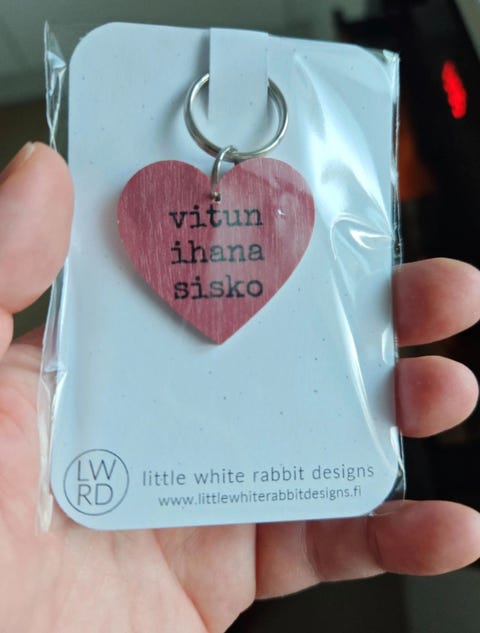 vitun
ihana
sisko
LW
RD
little white rabbit designs
www.littlewhiterabbitdesigns.fi